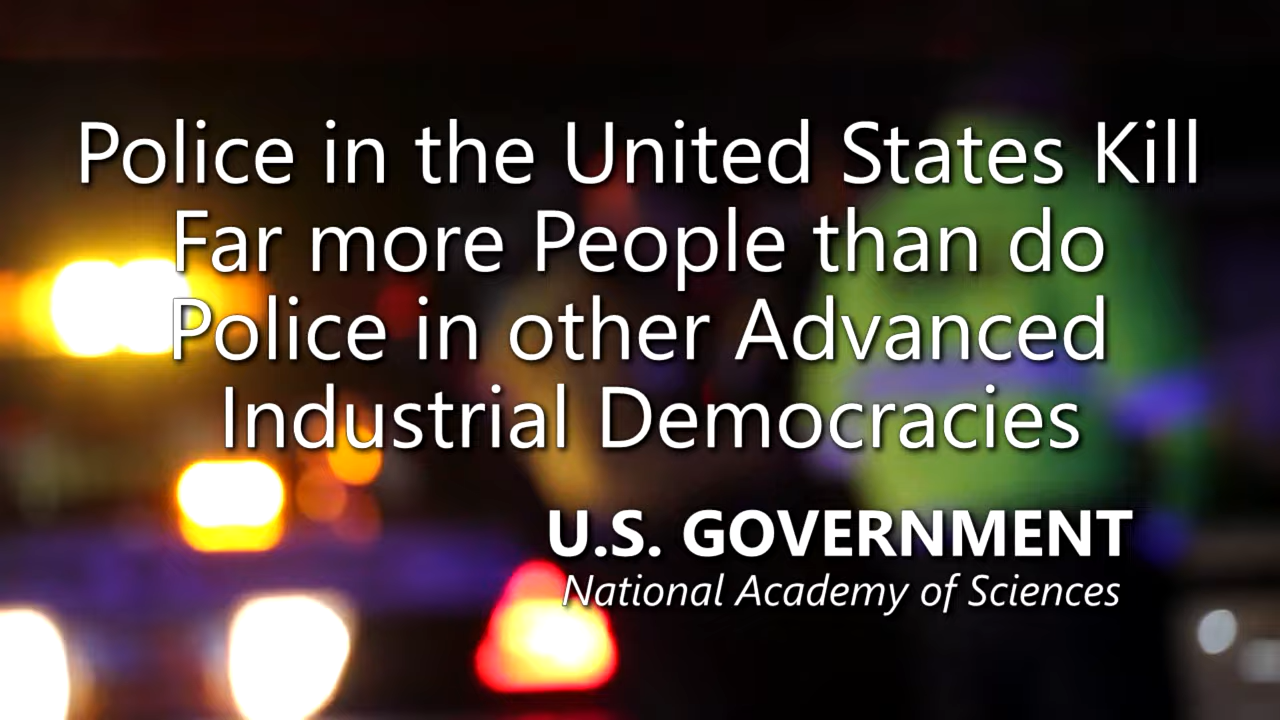 Police in the United States Kill
Far more People than do
Police in other Advanced
Industrial Democracies
U.S. GOVERNMENT
National Academy of Sciences